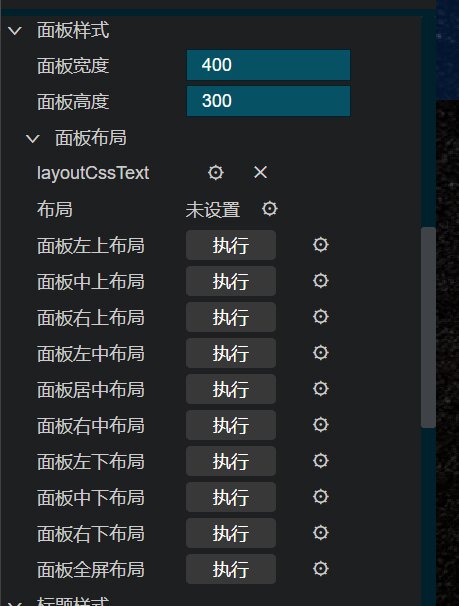 面板样式
面板宽度 400
面板高度 300
面板布局
layoutCssText
布局 未设置
面板左上布局 执行
面板中上布局 执行
面板右上布局 执行
面板左中布局 执行
面板居中布局 执行
面板右中布局 执行
面板左下布局 执行
面板中下布局 执行
面板右下布局 执行
面板全屏布局 执行
标题样式